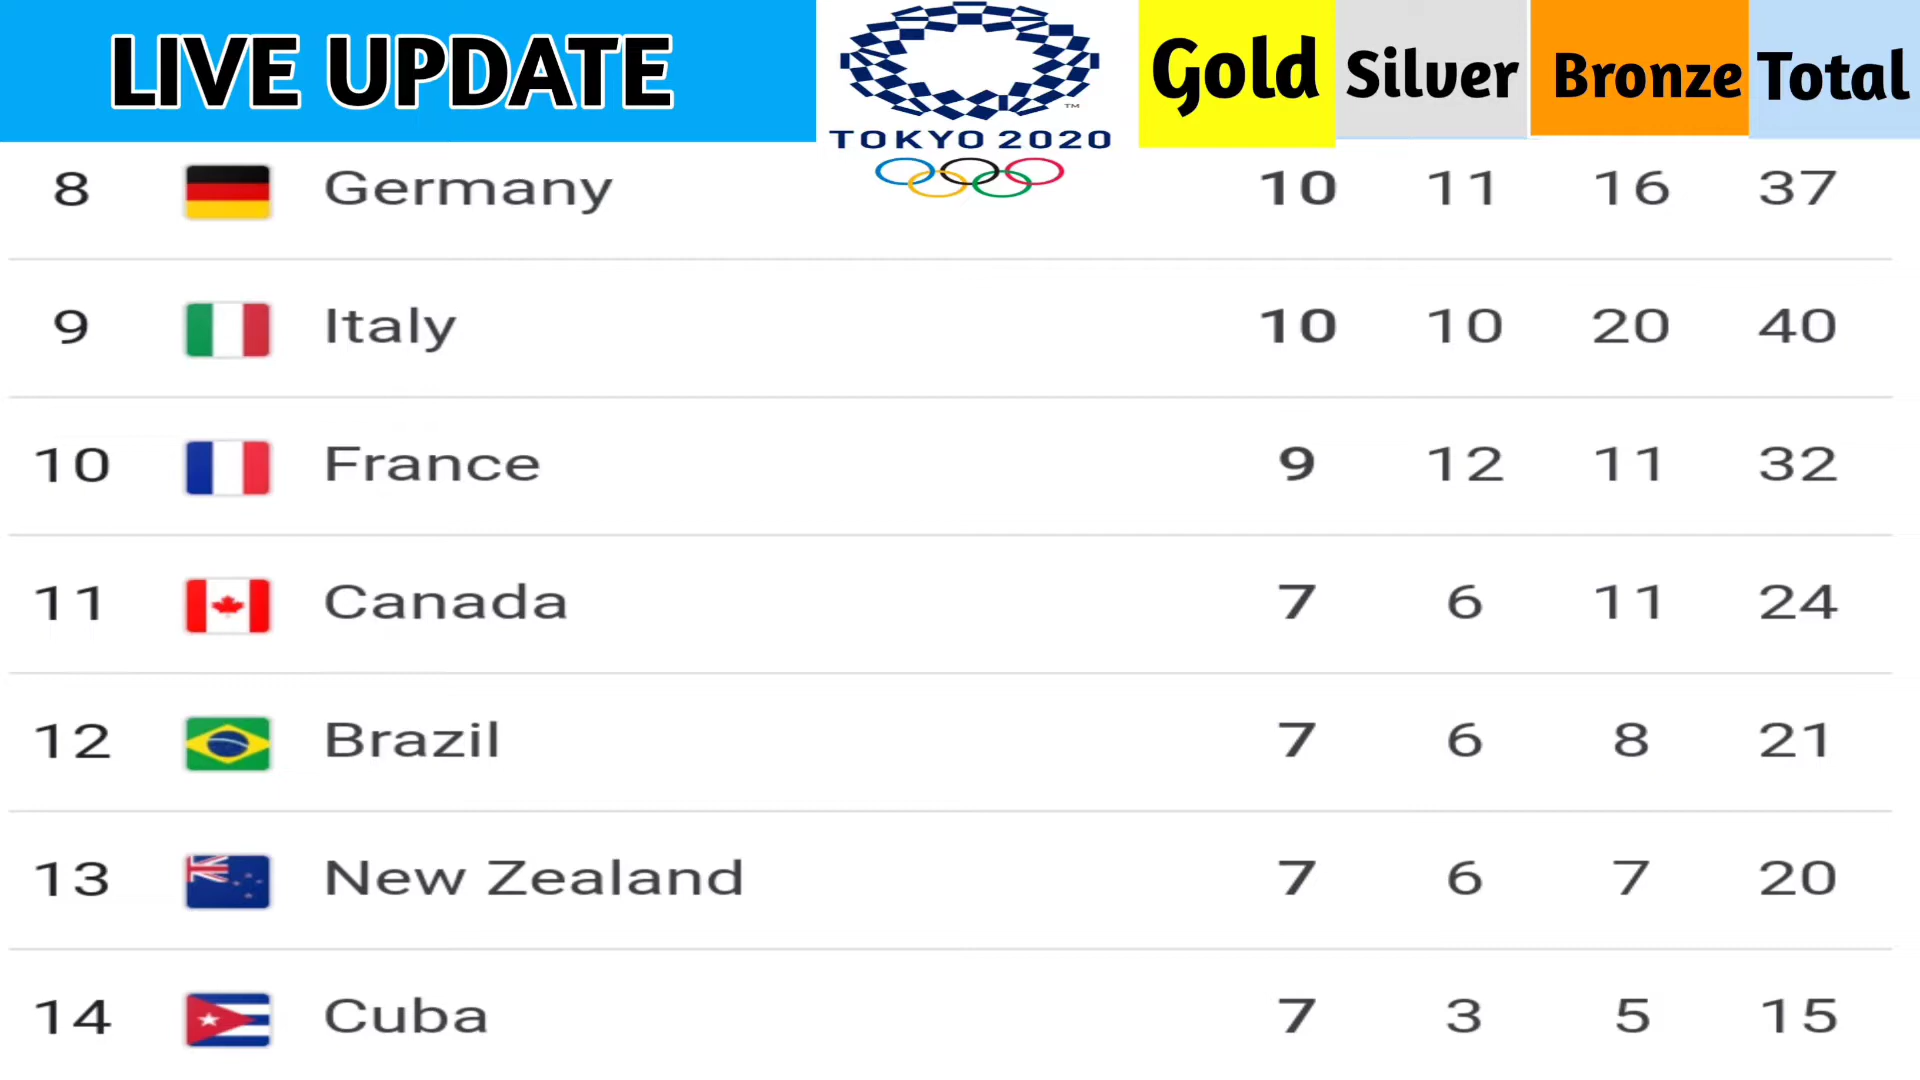 LIVE UPDATE
TOKYO 2020
TM
Gold Silver Bronze Total
8 Germany 10 11 16 37
9 Italy 10 10 20 40
10 France 9 12 11 32
11 Canada 7 6 11 24
12 Brazil 7 6 8 21
13 New Zealand 7 6 7 20
14 Cuba 7 3 5 15